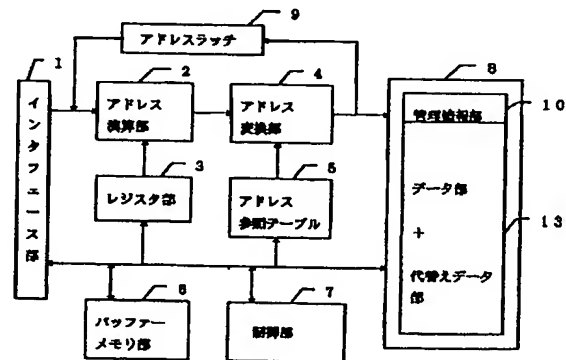 9
アドレスラッチ
1
2
4
8
インタフェース部
アドレス
演算部
アドレス
変換部
管理情報部
10
3
5
レジスタ部
アドレス
参照テーブル
データ部
+
代替えデータ
部
13
6
7
バッファー
メモリ部
制御部